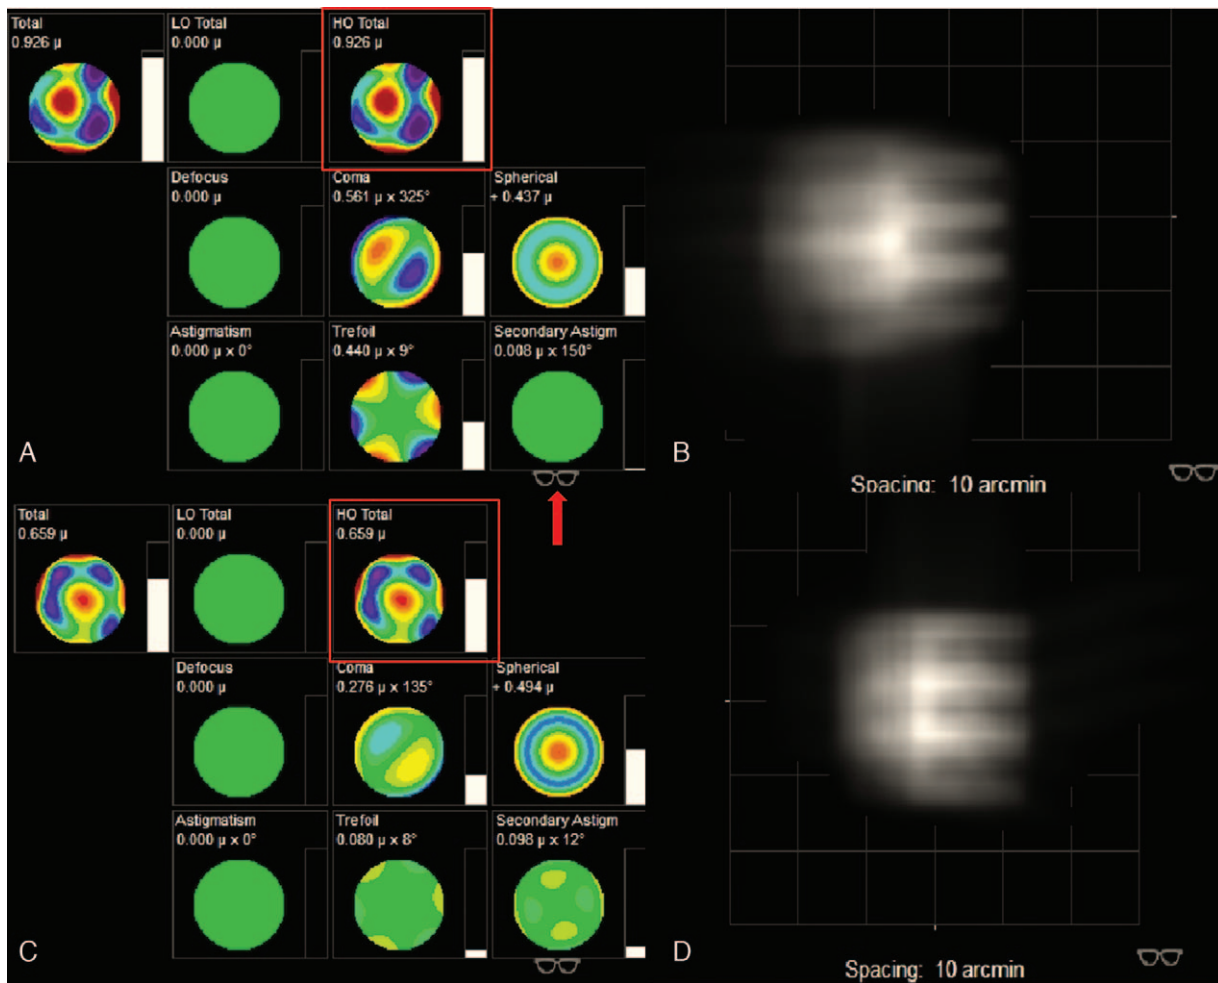 Total
0.926 µ
LO Total
0.000 µ
HO Total
0.926 µ
Defocus
0.000 µ
Coma
0.561 µ x 325°
Spherical
+ 0.437 µ
Astigmatism
0.000 µ x 0°
Trefoil
0.440 µ x 9°
Secondary Astigm
0.008 µ x 150°
A
B
Spacing: 10 arcmin
Total
0.659 µ
LO Total
0.000 µ
HO Total
0.659 µ
Defocus
0.000 µ
Coma
0.276 µ x 135°
Spherical
+ 0.494 µ
Astigmatism
0.000 µ x 0°
Trefoil
0.080 µ x 8°
Secondary Astigm
0.098 µ x 12°
C
D
Spacing: 10 arcmin